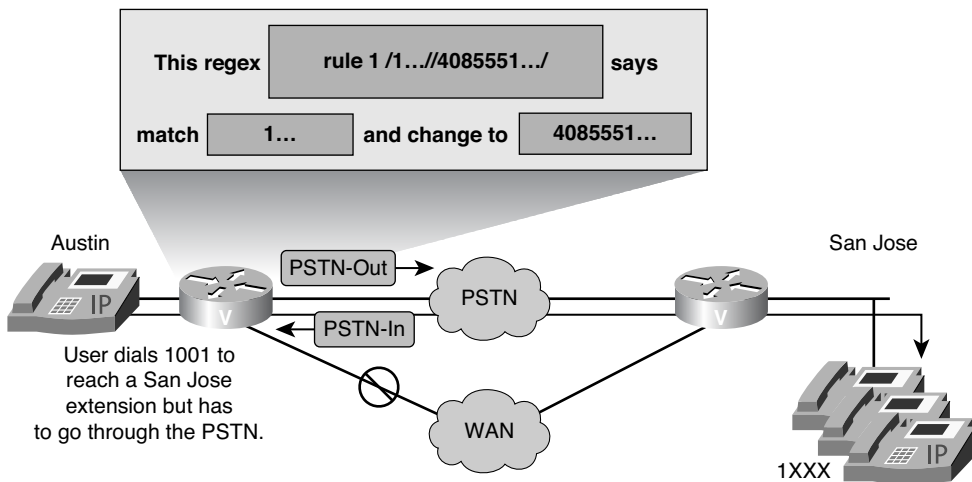 This regex rule 1 /1…//4085551…/ says
match 1… and change to 4085551…
Austin
San Jose
PSTN-Out
PSTN
IP
V
V
PSTN-In
User dials 1001 to
reach a San Jose
extension but has
to go through the PSTN.
WAN
IP
1XXX